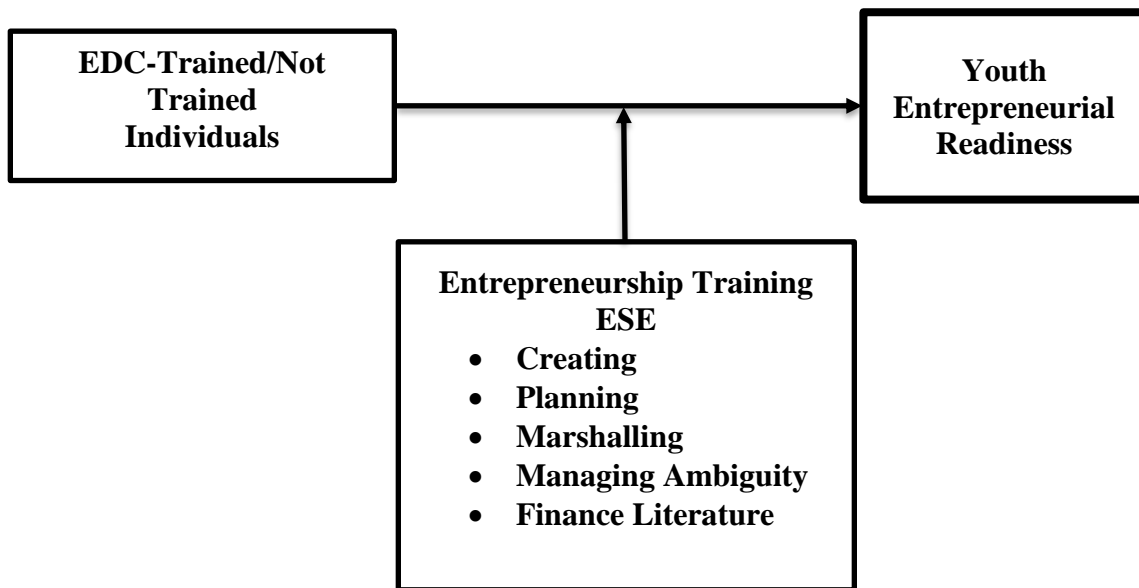 EDC-Trained/Not
Trained
Individuals
Youth
Entrepreneurial
Readiness
Entrepreneurship Training
ESE
• Creating
• Planning
• Marshalling
• Managing Ambiguity
• Finance Literature